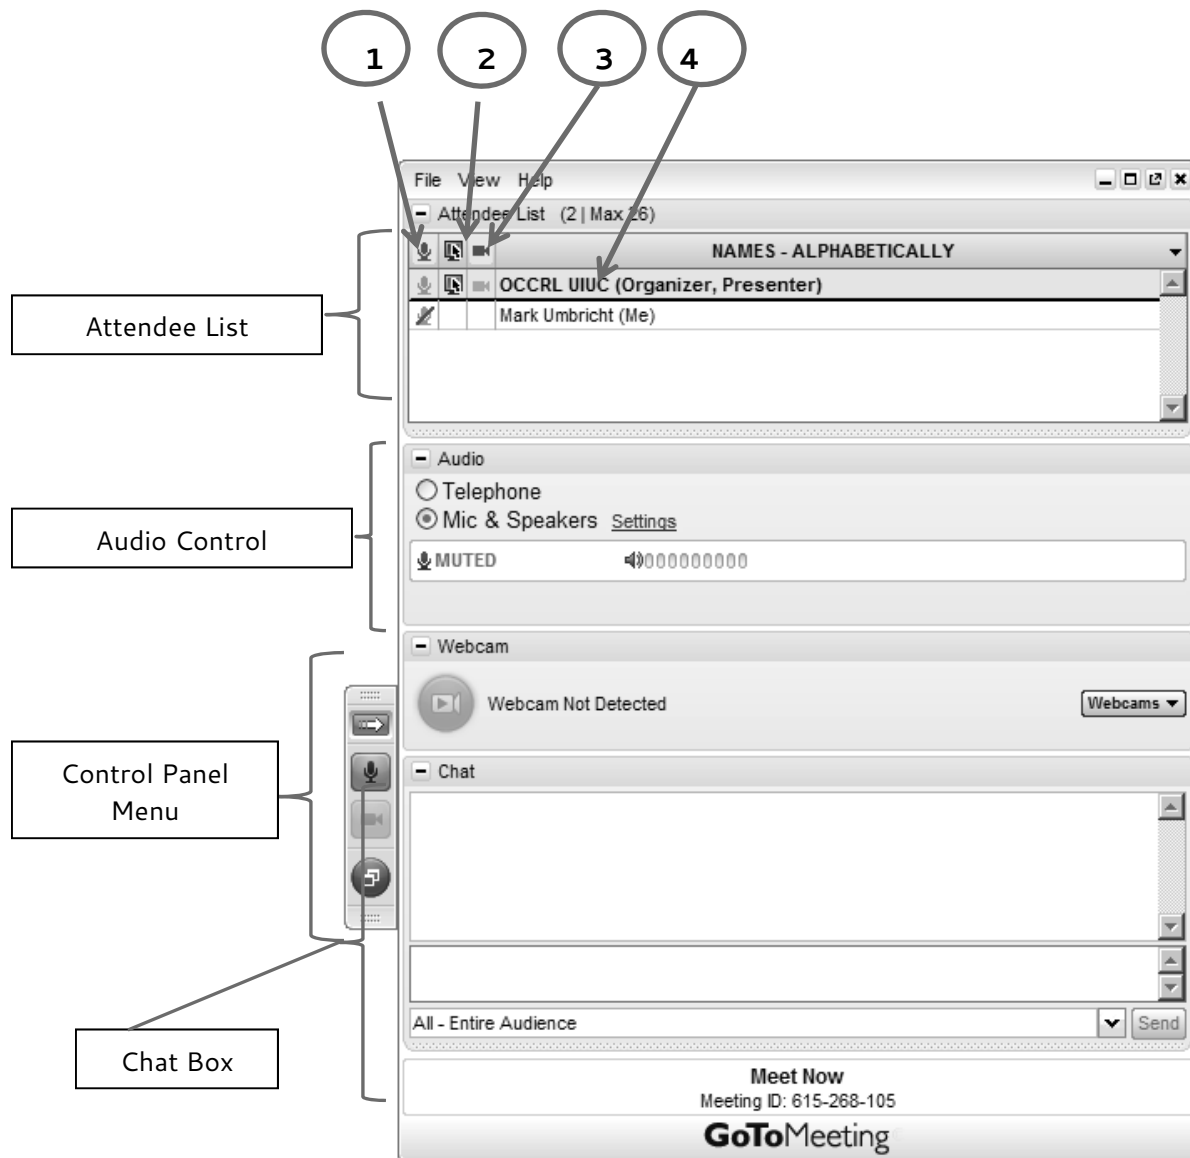 1 2 3 4
File View Help
Attendee List (2 | Max 26)
NAMES - ALPHABETICALLY
OCCRL UIUC (Organizer, Presenter)
Mark Umbricht (Me)
Attendee List
Audio
Telephone
Mic & Speakers Settings
MUTED
Audio Control
Webcam
Webcam Not Detected
Webcams
Control Panel
Menu
Chat
All - Entire Audience
Send
Chat Box
Meet Now
Meeting ID: 615-268-105
GoToMeeting